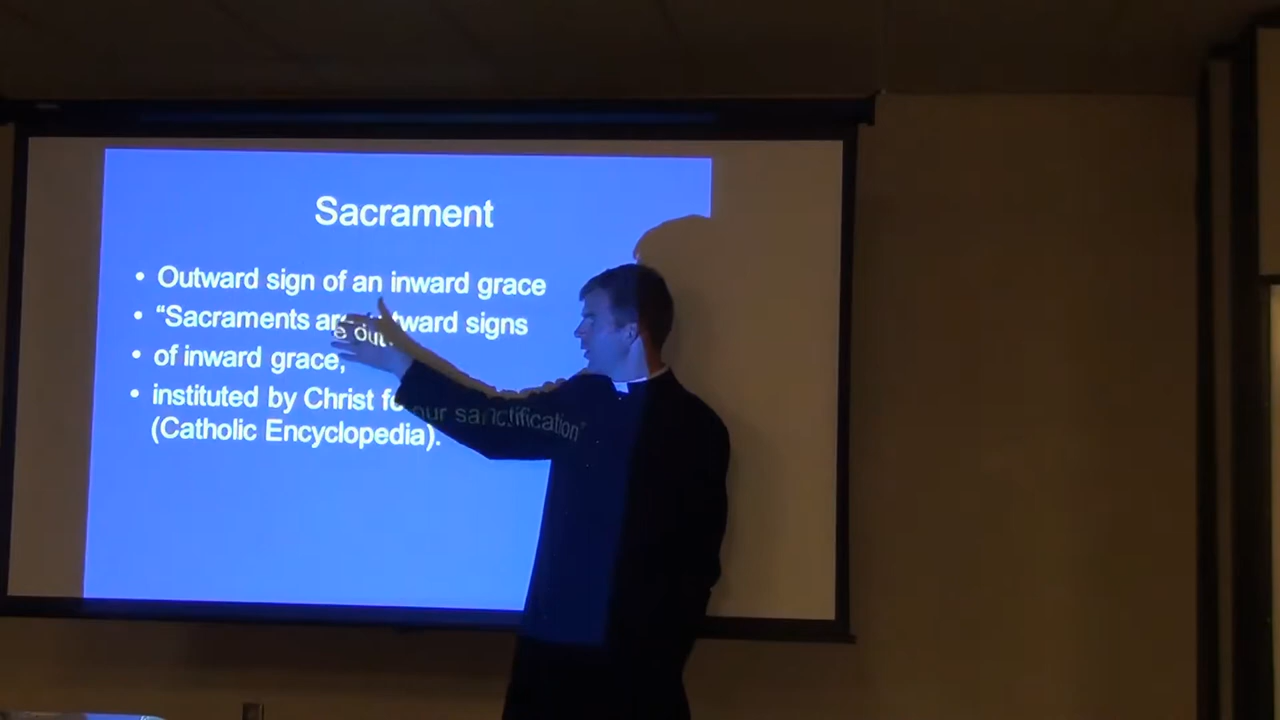 Sacrament
• Outward sign of an inward grace
• “Sacraments are outward signs
• of inward grace,
• instituted by Christ for our sanctification”
(Catholic Encyclopedia).